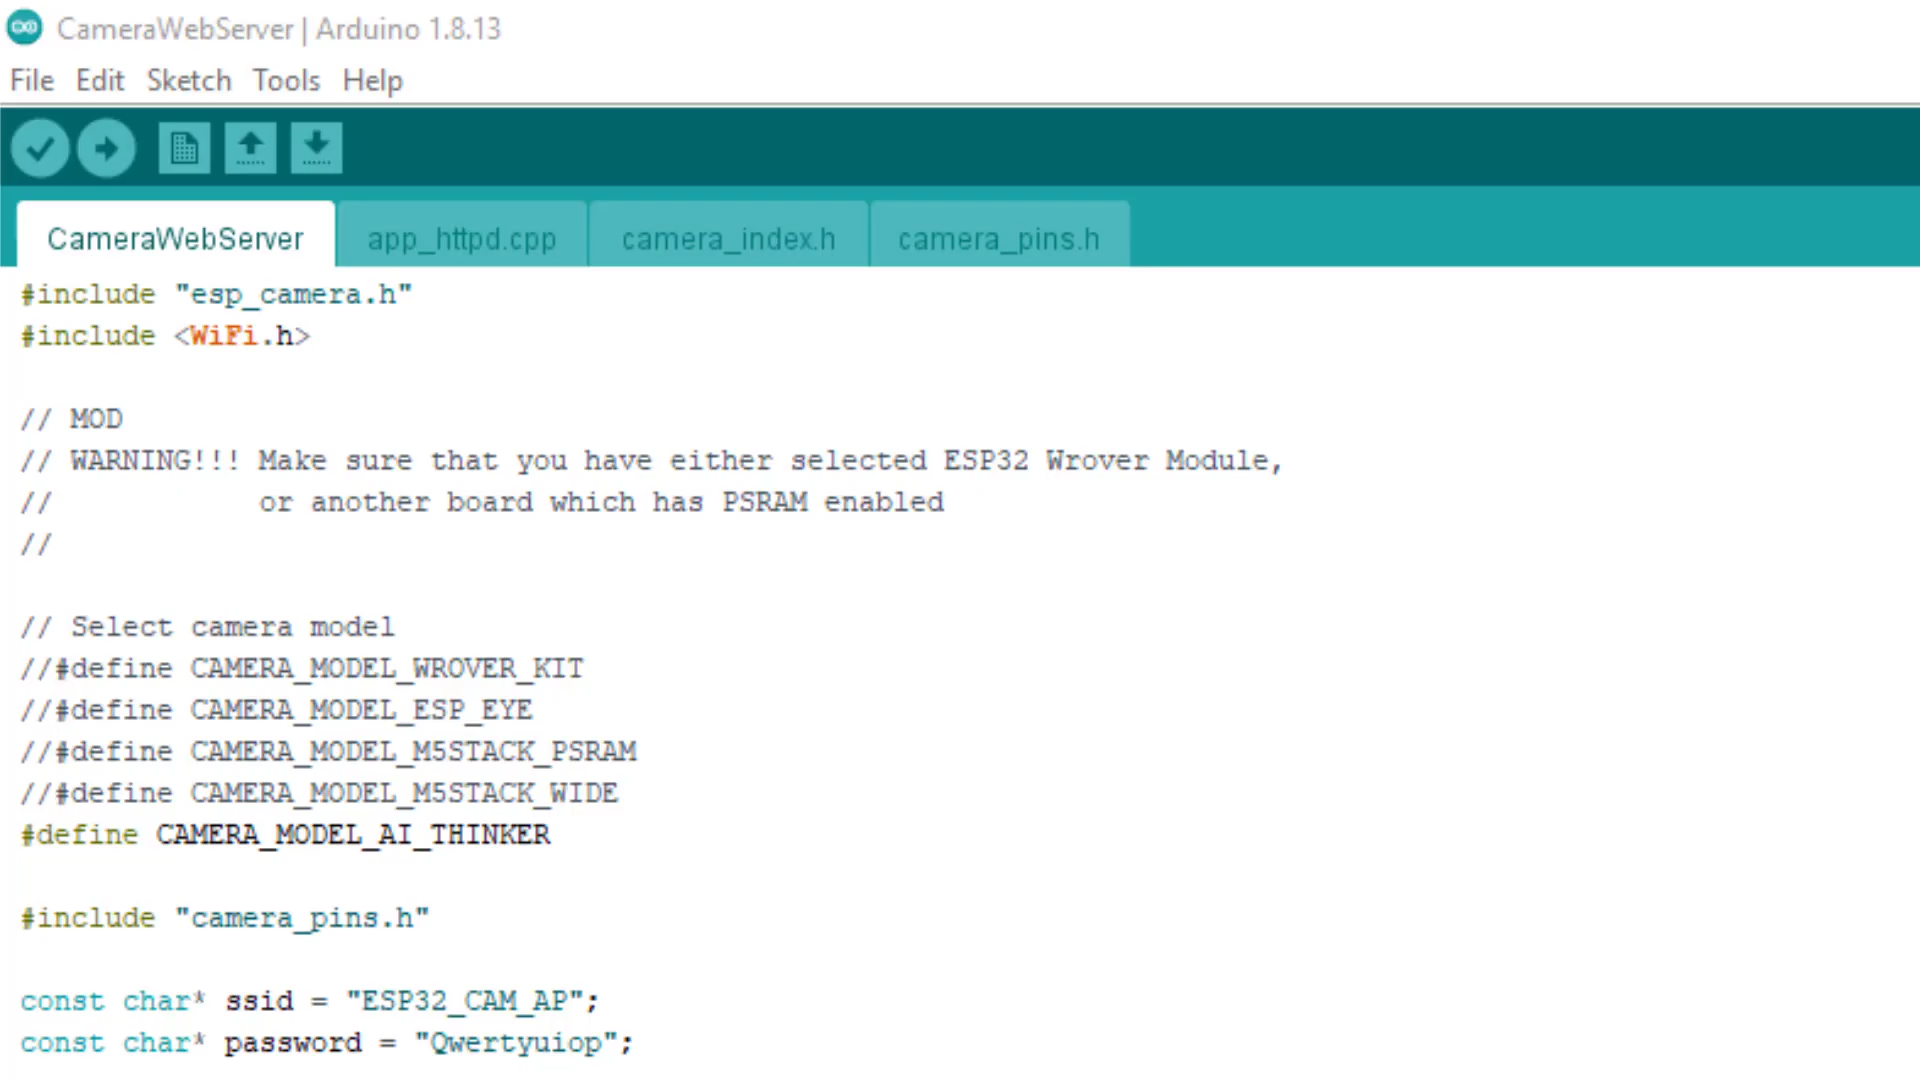 CameraWebServer | Arduino 1.8.13
File Edit Sketch Tools Help
CameraWebServer app_httpd.cpp camera_index.h camera_pins.h
#include "esp_camera.h"
#include <WiFi.h>
// MOD
// WARNING!!! Make sure that you have either selected ESP32 Wrover Module,
// or another board which has PSRAM enabled
//
// Select camera model
//#define CAMERA_MODEL_WROVER_KIT
//#define CAMERA_MODEL_ESP_EYE
//#define CAMERA_MODEL_M5STACK_PSRAM
//#define CAMERA_MODEL_M5STACK_WIDE
#define CAMERA_MODEL_AI_THINKER
#include "camera_pins.h"
const char* ssid = "ESP32_CAM_AP";
const char* password = "Qwertyuiop";